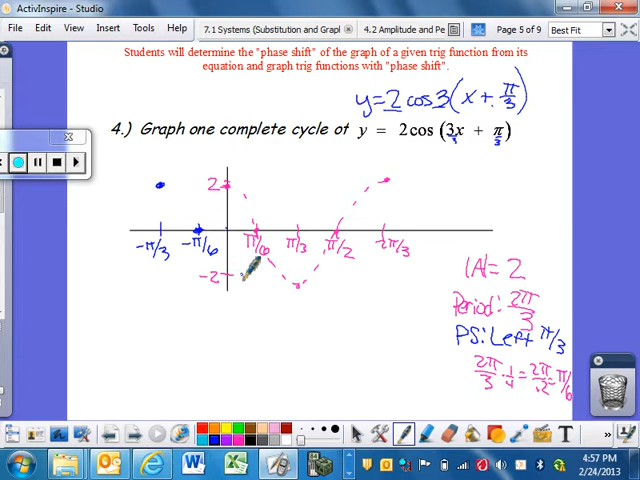 ActivInspire - Studio
File Edit View Insert Tools Help
7.1 Systems (Substitution and Graphi 4.2 Amplitude and Pe Page 5 of 9 Best Fit
Students will determine the "phase shift" of the graph of a given trig function from its
equation and graph trig functions with "phase shift".
y=2cos3(x+π/3)
4.) Graph one complete cycle of y = 2cos (3x + π)
3 3
2
-π/3 -π/6 π/6 π/3 π/2 2π/3
-2
|A| = 2
Period: 2π/3
PS: Left π/3
2π/3 · 1/4 = 2π/12 = π/6
4:57 PM
2/24/2013